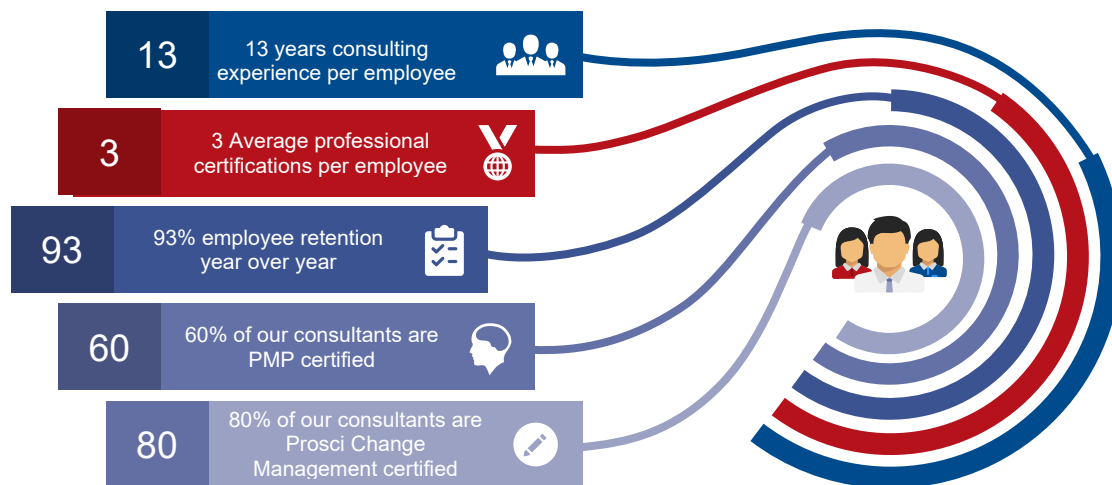 13
13 years consulting
experience per employee
3
3 Average professional
certifications per employee
93
93% employee retention
year over year
60
60% of our consultants are
PMP certified
80
80% of our consultants are
Prosci Change
Management certified